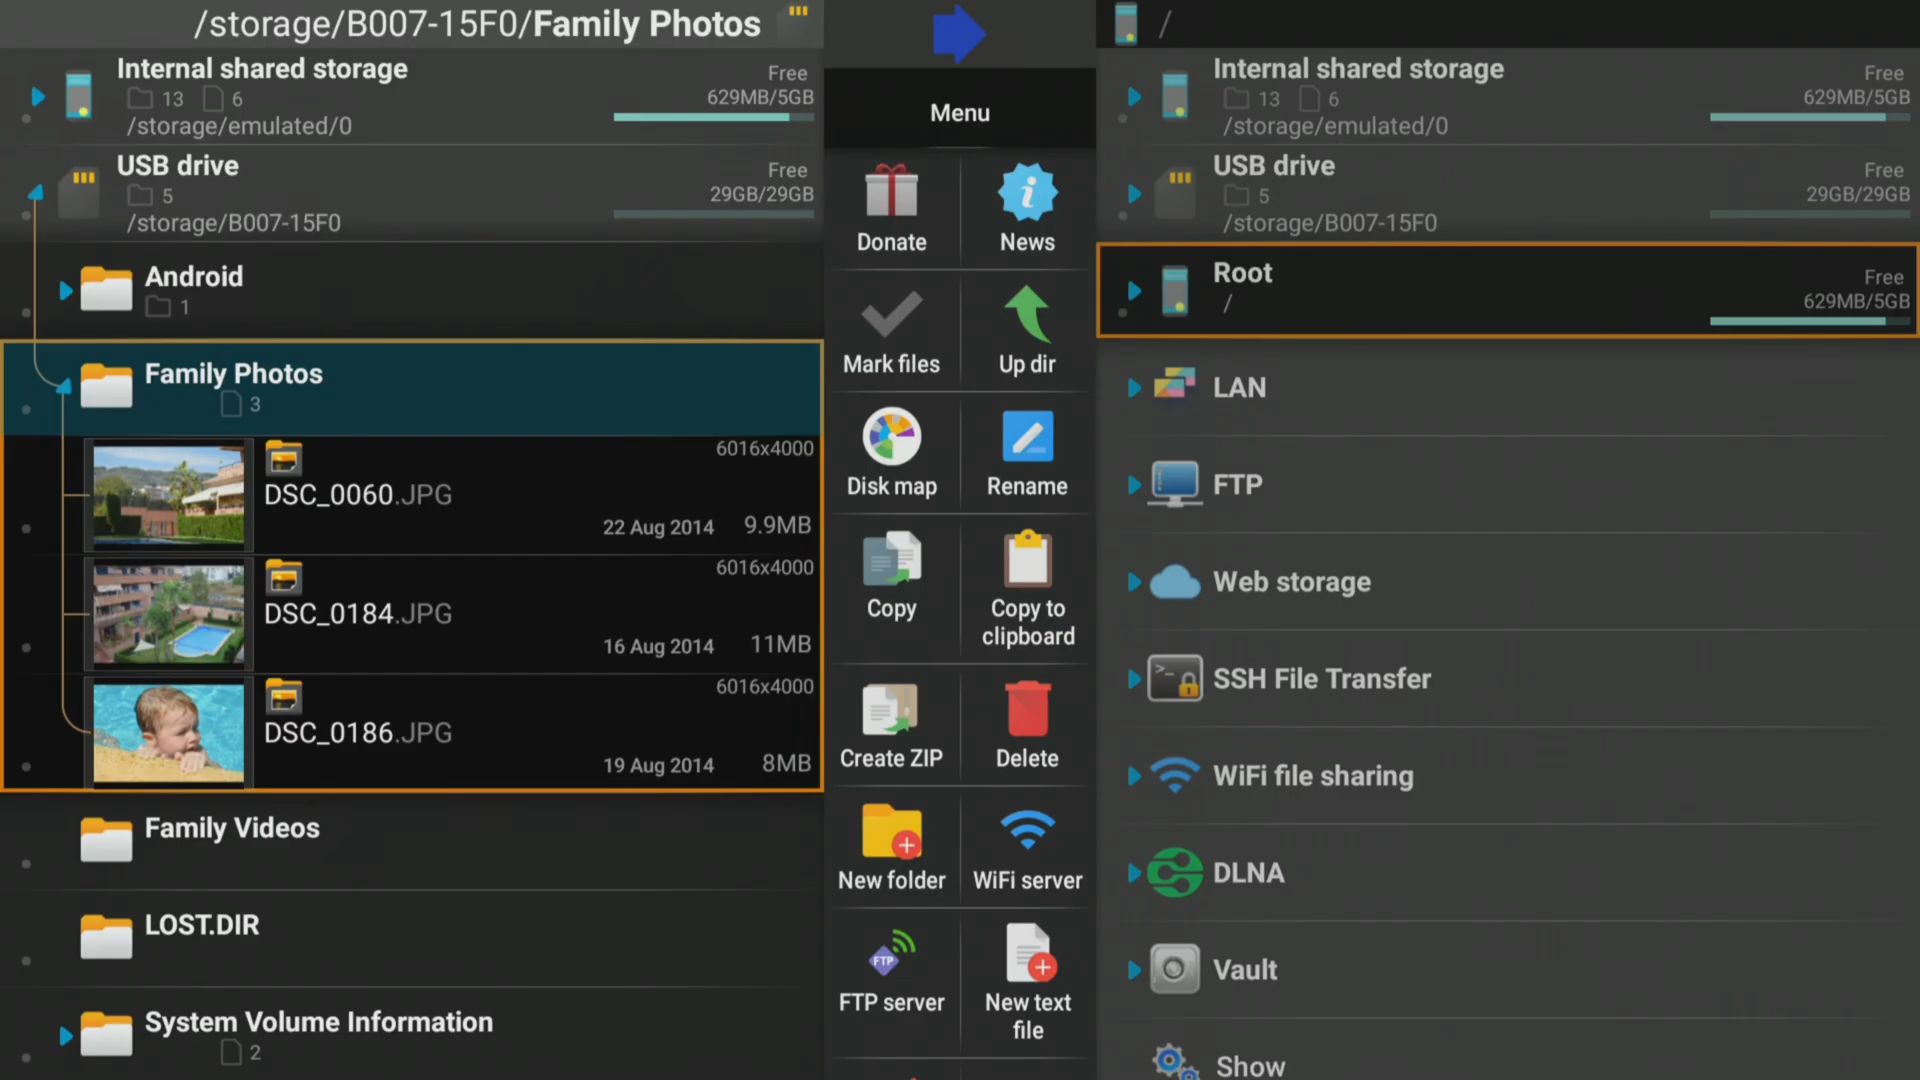 /storage/B007-15F0/Family Photos
Internal shared storage
13 6
/storage/emulated/0
Free
629MB/5GB
USB drive
5
/storage/B007-15F0
Free
29GB/29GB
Android
1
Family Photos
3
6016x4000
DSC_0060.JPG
22 Aug 2014 9.9MB
6016x4000
DSC_0184.JPG
16 Aug 2014 11MB
6016x4000
DSC_0186.JPG
19 Aug 2014 8MB
Family Videos
LOST.DIR
System Volume Information
2
Menu
Donate
News
Mark files
Up dir
Disk map
Rename
Copy
Copy to
clipboard
Create ZIP
Delete
New folder
WiFi server
FTP
FTP server
New text
file
/
Internal shared storage
13 6
/storage/emulated/0
Free
629MB/5GB
USB drive
5
/storage/B007-15F0
Free
29GB/29GB
Root
/
Free
629MB/5GB
LAN
FTP
Web storage
SSH File Transfer
WiFi file sharing
DLNA
Vault
Show